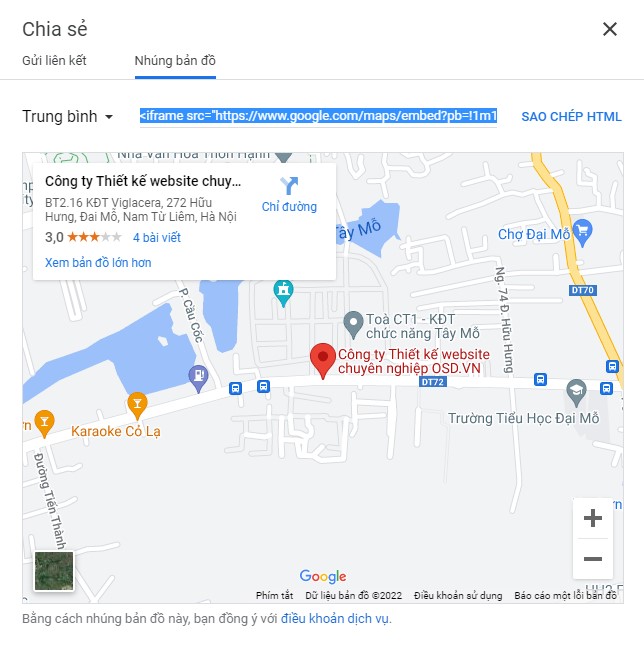 Chia sẻ
Gửi liên kết
Nhúng bản đồ
Trung bình
<iframe src="https://www.google.com/maps/embed?pb=!1m1
SAO CHÉP HTML
Nhà Văn Hóa Thôn Hạnh
Công ty Thiết kế website chuy...
BT2.16 KĐT Viglacera, 272 Hữu
Hưng, Đại Mỗ, Nam Từ Liêm, Hà Nội
3,0
4 bài viết
Xem bản đồ lớn hơn
Chỉ đường
Tây Mỗ
Chợ Đại Mỗ
ĐT70
P. Cầu Cốc
Ng. 74 Đ. Hữu Hưng
Toà CT1 - KĐT
chức năng Tây Mỗ
Công ty Thiết kế website
chuyên nghiệp OSD.VN
ĐT72
Trường Tiểu Học Đại Mỗ
Karaoke Cỏ Lạ
Đường Tiến Thành
Google
Phím tắt
Dữ liệu bản đồ ©2022
Điều khoản sử dụng
Báo cáo một lỗi bản đồ
Bằng cách nhúng bản đồ này, bạn đồng ý với điều khoản dịch vụ.